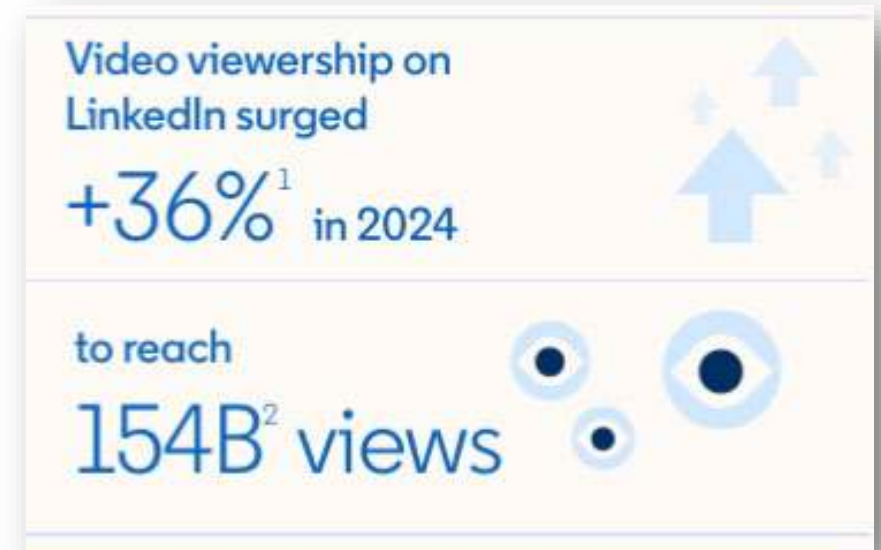 Video viewership on
LinkedIn surged
+36%¹ in 2024
to reach
154B² views